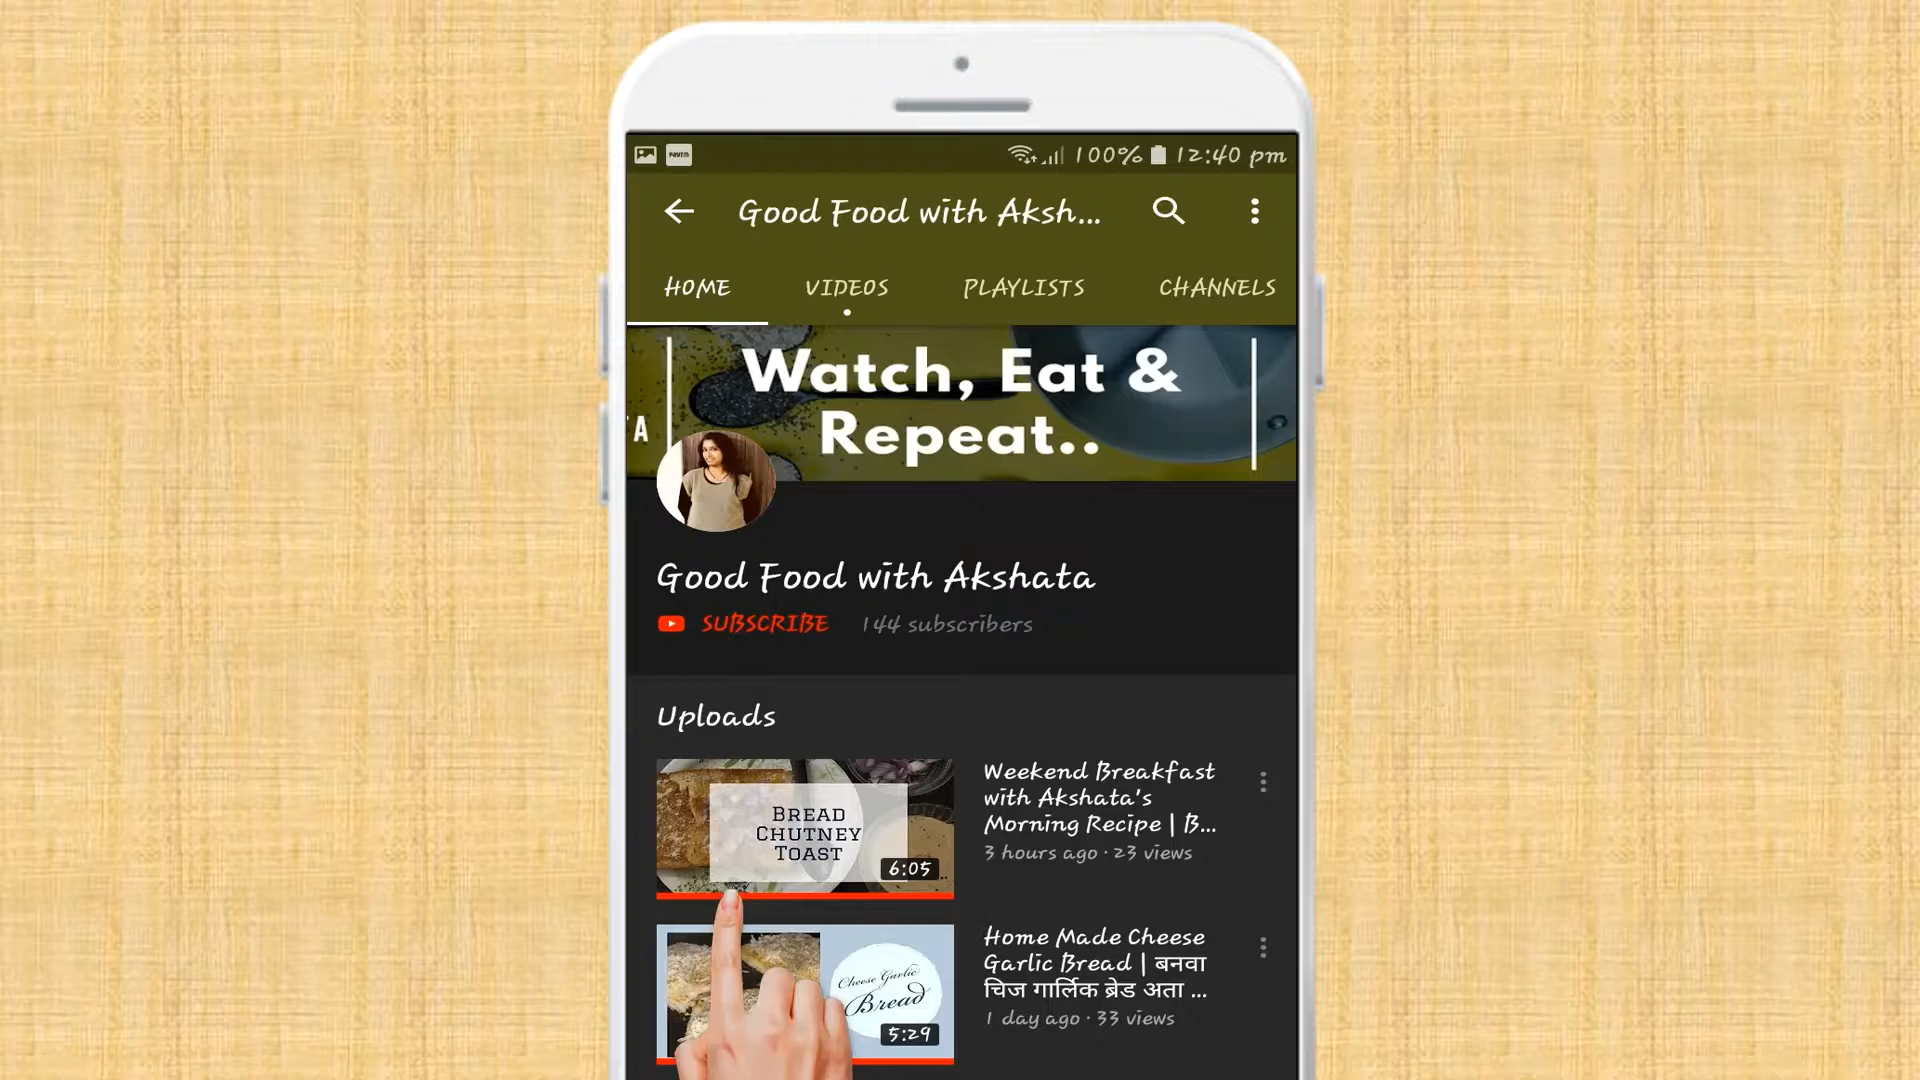 Paytm
100% 12:40 pm
Good Food with Aksh...
HOME VIDEOS PLAYLISTS CHANNELS
Watch, Eat &
Repeat..
TA
Good Food with Akshata
SUBSCRIBE 144 subscribers
Uploads
BREAD
CHUTNEY
TOAST
6:05
Weekend Breakfast
with Akshata's
Morning Recipe | B...
3 hours ago · 23 views
Cheese Garlic
Bread
5:29
Home Made Cheese
Garlic Bread | बनवा
चिज गार्लिक ब्रेड अता ...
1 day ago · 33 views